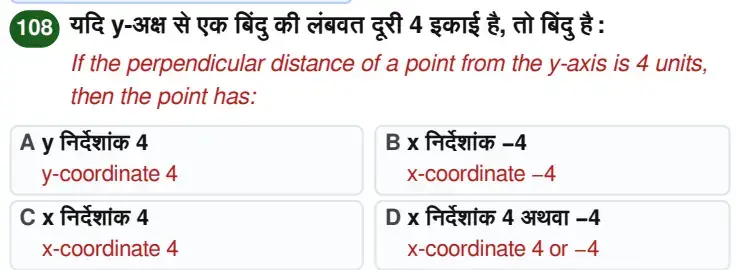 108 यदि y-अक्ष से एक बिंदु की लंबवत दूरी 4 इकाई है, तो बिंदु है :
If the perpendicular distance of a point from the y-axis is 4 units,
then the point has:
A y निर्देशांक 4
y-coordinate 4
B x निर्देशांक –4
x-coordinate –4
C x निर्देशांक 4
x-coordinate 4
D x निर्देशांक 4 अथवा –4
x-coordinate 4 or –4